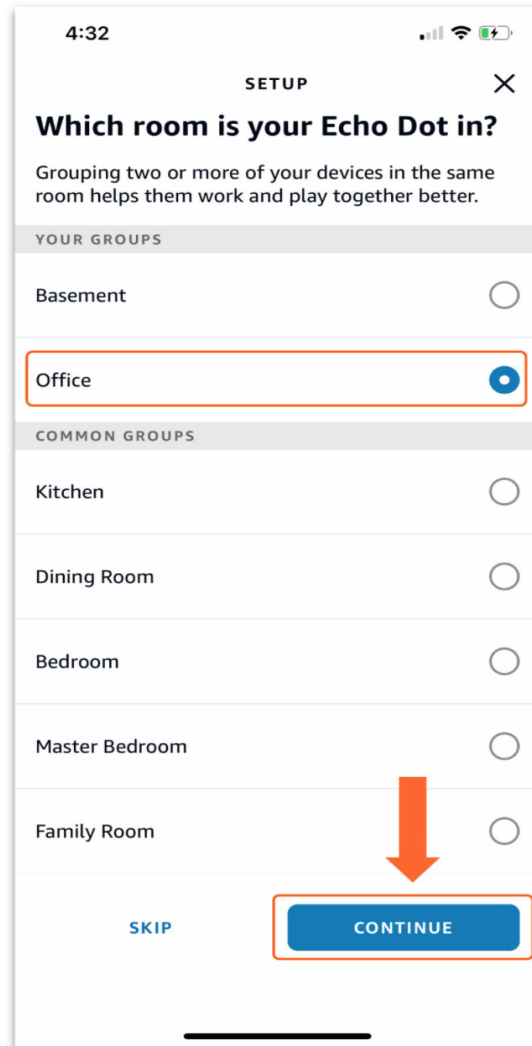 4:32
SETUP
Which room is your Echo Dot in?
Grouping two or more of your devices in the same
room helps them work and play together better.
YOUR GROUPS
Basement
Office
COMMON GROUPS
Kitchen
Dining Room
Bedroom
Master Bedroom
Family Room
SKIP
CONTINUE